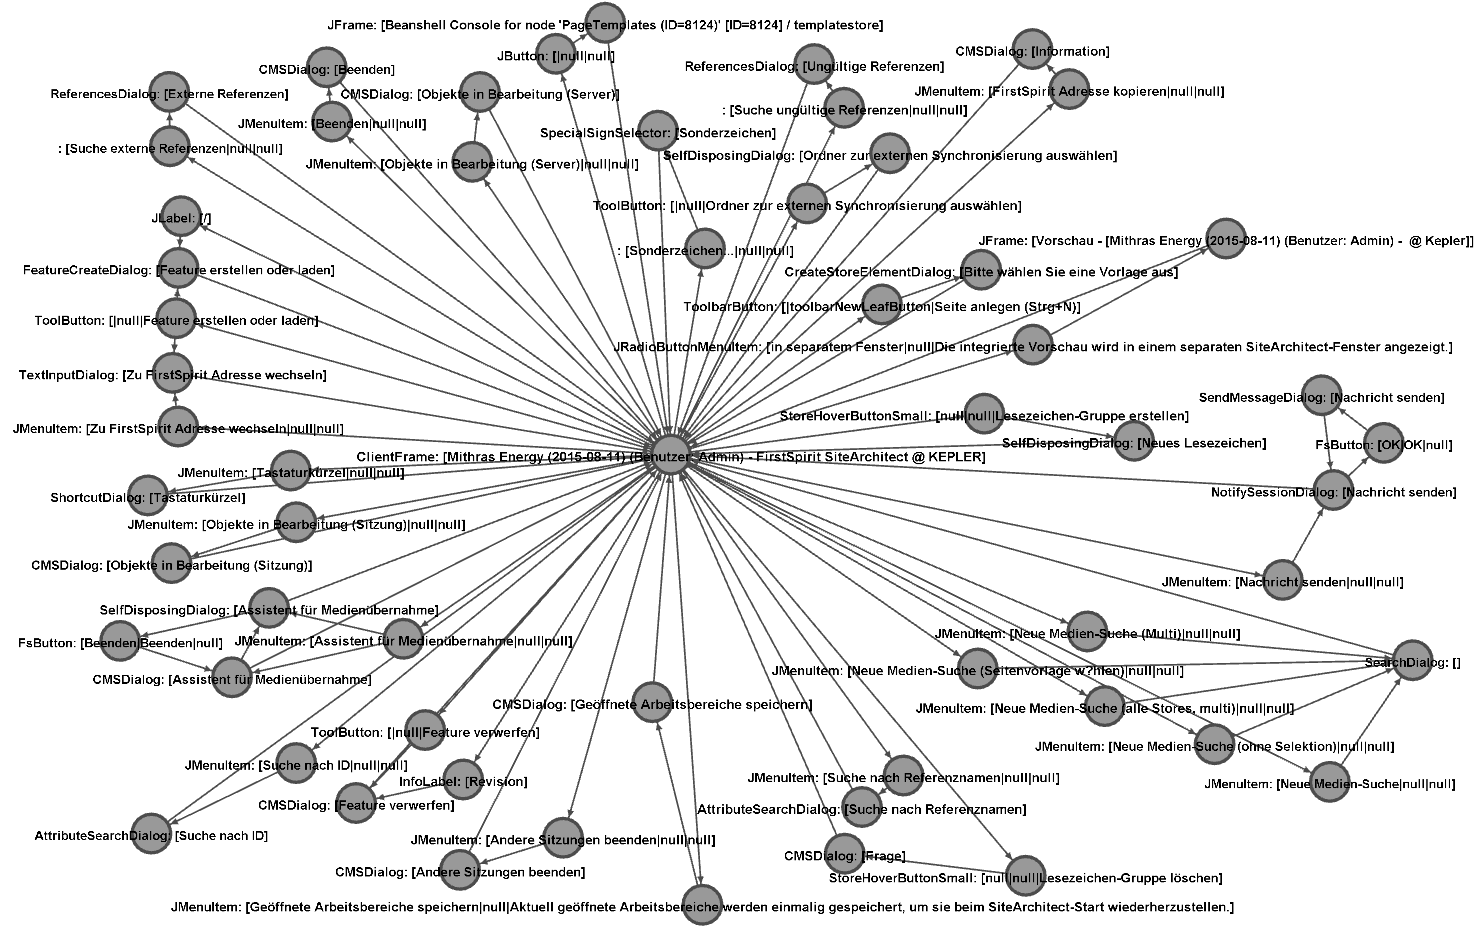 JFrame: [Beanshell Console for node 'PageTemplates (ID=8124)' [ID=8124] / templatestore]
JButton: [|null|null]
CMSDialog: [Information]
CMSDialog: [Beenden]
ReferencesDialog: [Ungültige Referenzen]
JMenuItem: [FirstSpirit Adresse kopieren|null|null]
ReferencesDialog: [Externe Referenzen]
CMSDialog: [Objekte in Bearbeitung (Server)]
: [Suche ungültige Referenzen|null|null]
JMenuItem: [Beenden|null|null]
SpecialSignSelector: [Sonderzeichen]
: [Suche externe Referenzen|null|null]
SelfDisposingDialog: [Ordner zur externen Synchronisierung auswählen]
JMenuItem: [Objekte in Bearbeitung (Server)|null|null]
ToolButton: [|null|Ordner zur externen Synchronisierung auswählen]
JLabel: [/]
JFrame: [Vorschau - [Mithras Energy (2015-08-11) (Benutzer: Admin) -  @ Kepler]]
: [Sonderzeichen...|null|null]
FeatureCreateDialog: [Feature erstellen oder laden]
CreateStoreElementDialog: [Bitte wählen Sie eine Vorlage aus]
ToolbarButton: [|toolbarNewLeafButton|Seite anlegen (Strg+N)]
ToolButton: [|null|Feature erstellen oder laden]
JRadioButtonMenuItem: [in separatem Fenster|null|Die integrierte Vorschau wird in einem separaten SiteArchitect-Fenster angezeigt.]
TextInputDialog: [Zu FirstSpirit Adresse wechseln]
SendMessageDialog: [Nachricht senden]
StoreHoverButtonSmall: [null|null|Lesezeichen-Gruppe erstellen]
JMenuItem: [Zu FirstSpirit Adresse wechseln|null|null]
SelfDisposingDialog: [Neues Lesezeichen]
FsButton: [OK|OK|null]
ClientFrame: [Mithras Energy (2015-08-11) (Benutzer: Admin) - FirstSpirit SiteArchitect @ KEPLER]
JMenuItem: [Tastaturkürzel|null|null]
NotifySessionDialog: [Nachricht senden]
ShortcutDialog: [Tastaturkürzel]
JMenuItem: [Objekte in Bearbeitung (Sitzung)|null|null]
CMSDialog: [Objekte in Bearbeitung (Sitzung)]
JMenuItem: [Nachricht senden|null|null]
SelfDisposingDialog: [Assistent für Medienübernahme]
JMenuItem: [Neue Medien-Suche (Multi)|null|null]
FsButton: [Beenden|Beenden|null]
JMenuItem: [Assistent für Medienübernahme|null|null]
SearchDialog: []
JMenuItem: [Neue Medien-Suche (Seitenvorlage w?hlen)|null|null]
CMSDialog: [Assistent für Medienübernahme]
CMSDialog: [Geöffnete Arbeitsbereiche speichern]
JMenuItem: [Neue Medien-Suche (alle Stores, multi)|null|null]
ToolButton: [|null|Feature verwerfen]
JMenuItem: [Neue Medien-Suche (ohne Selektion)|null|null]
JMenuItem: [Suche nach ID|null|null]
JMenuItem: [Suche nach Referenznamen|null|null]
InfoLabel: [Revision]
JMenuItem: [Neue Medien-Suche|null|null]
CMSDialog: [Feature verwerfen]
AttributeSearchDialog: [Suche nach Referenznamen]
AttributeSearchDialog: [Suche nach ID]
JMenuItem: [Andere Sitzungen beenden|null|null]
CMSDialog: [Frage]
CMSDialog: [Andere Sitzungen beenden]
StoreHoverButtonSmall: [null|null|Lesezeichen-Gruppe löschen]
JMenuItem: [Geöffnete Arbeitsbereiche speichern|null|Aktuell geöffnete Arbeitsbereiche werden einmalig gespeichert, um sie beim SiteArchitect-Start wiederherzustellen.]